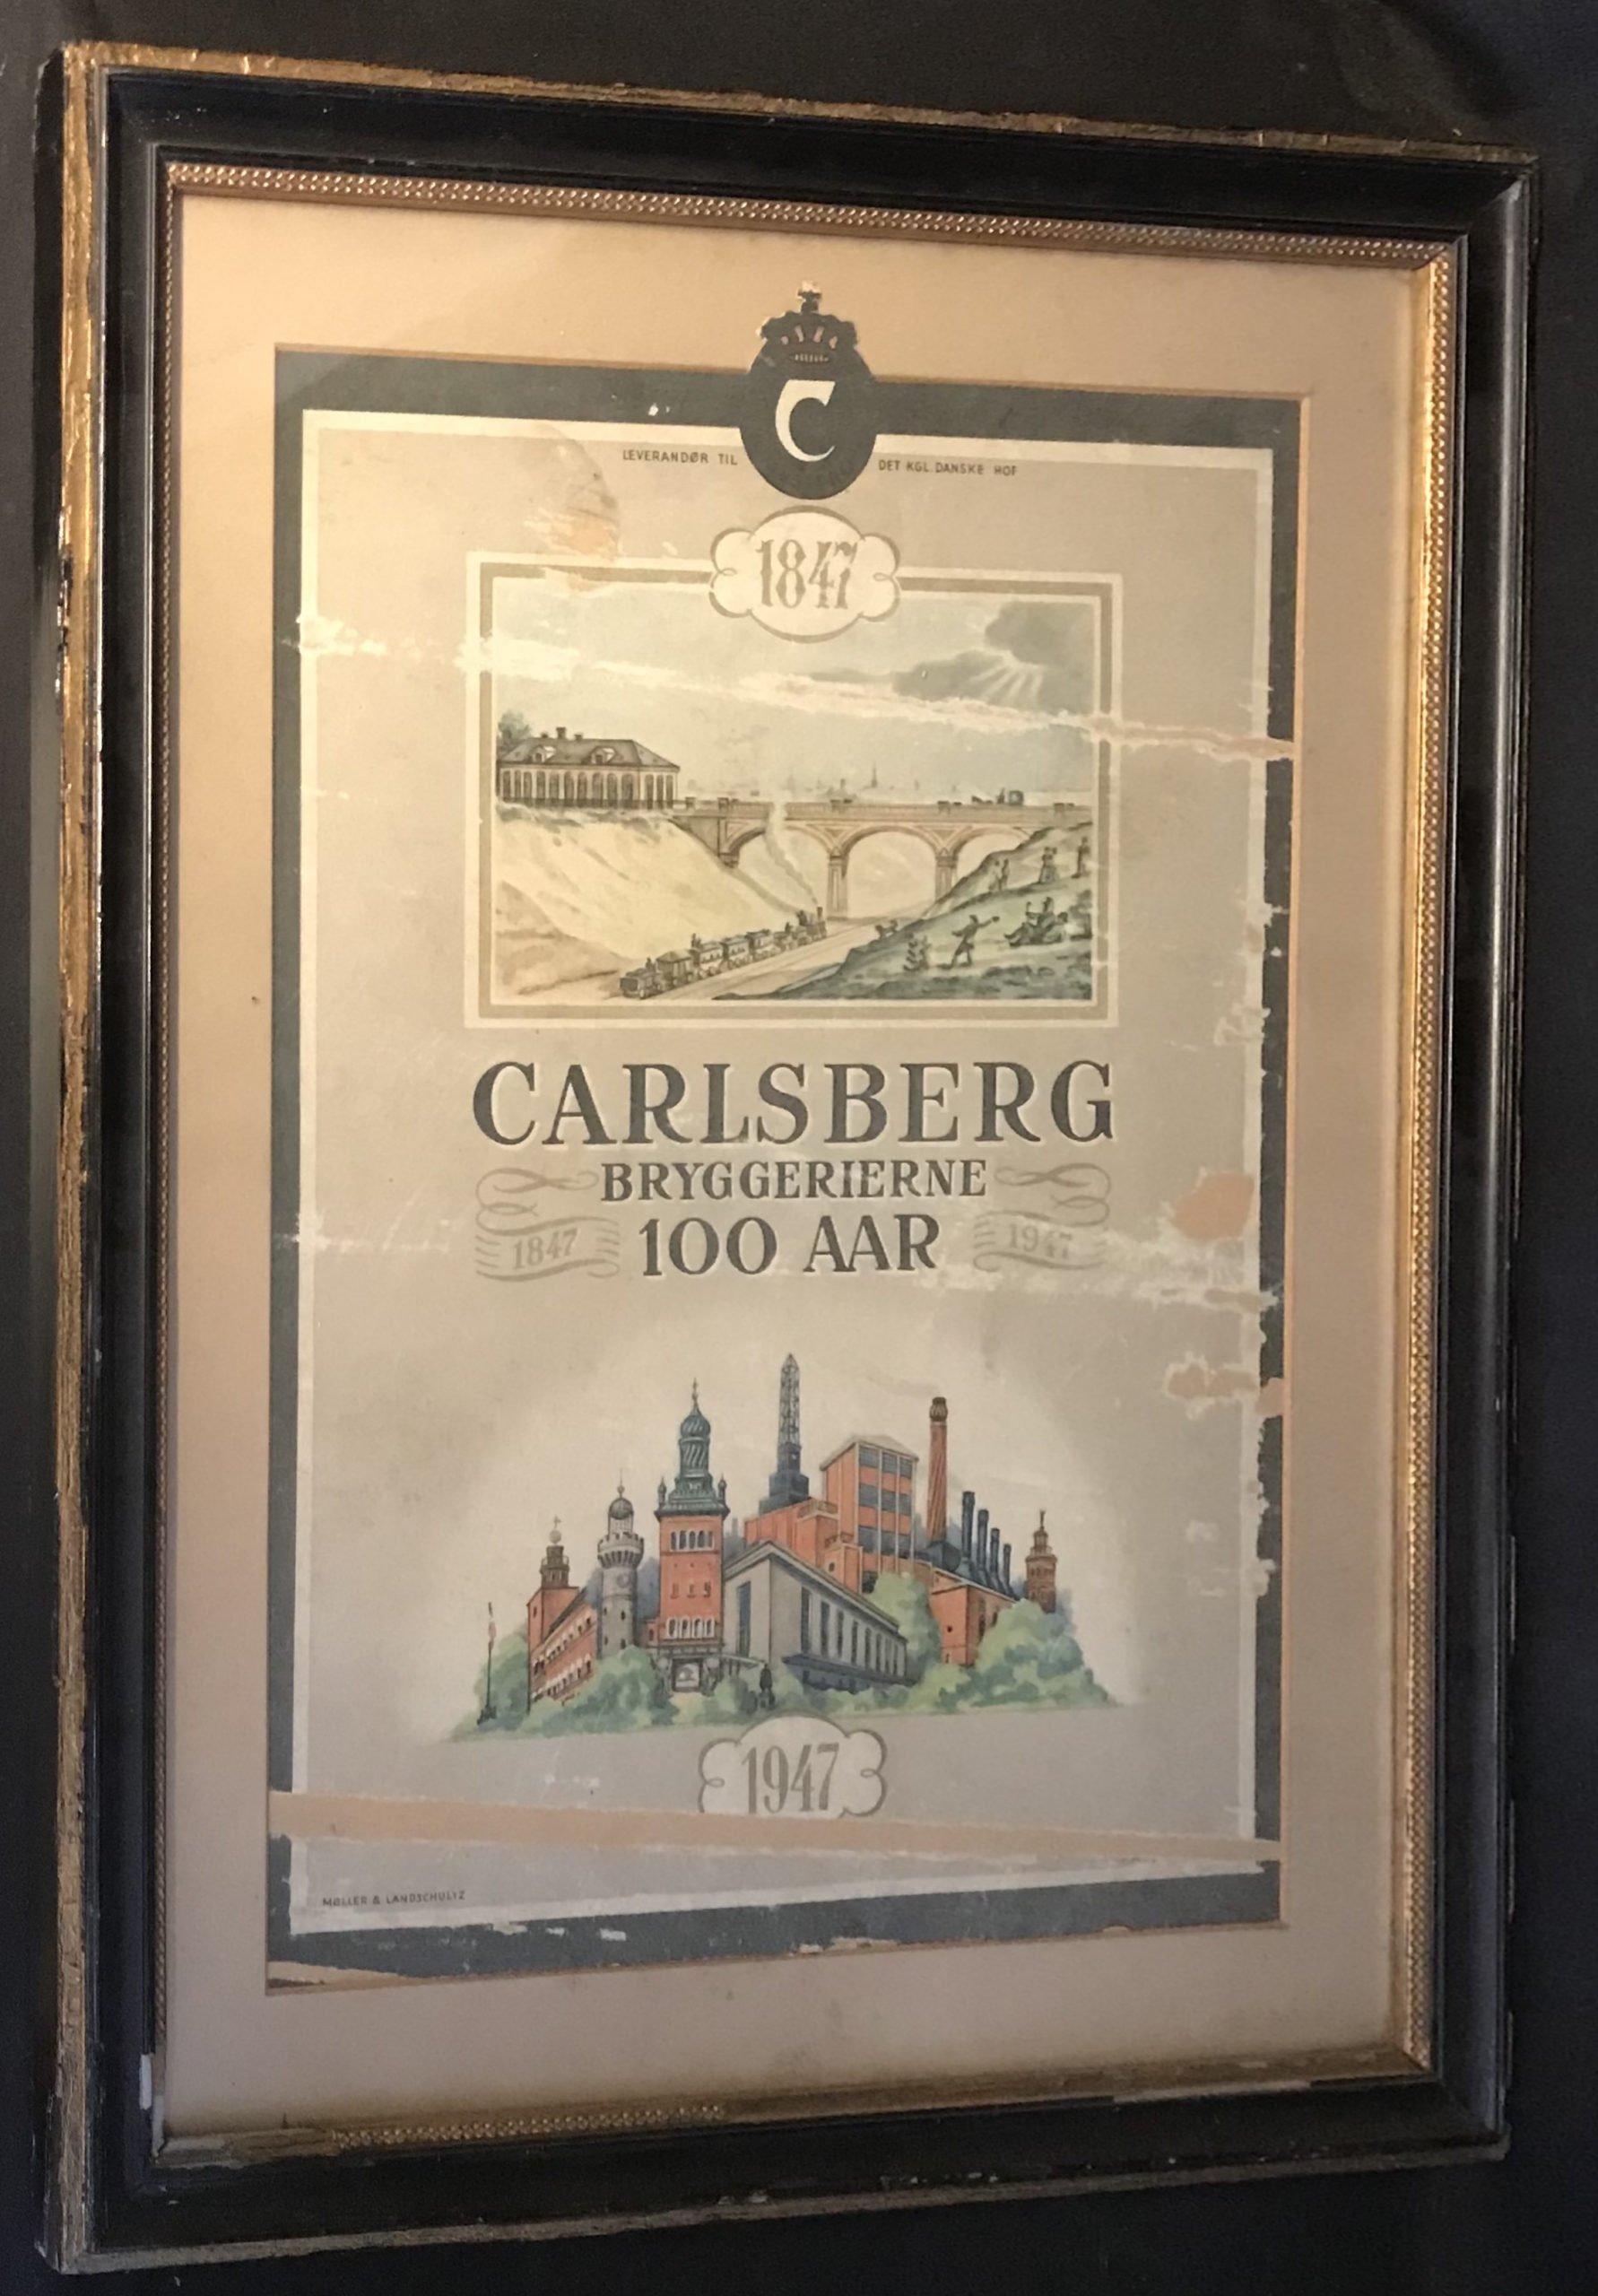 C
LEVERANDØR TIL DET KGL. DANSKE HOF
1847
CARLSBERG
BRYGGERIERNE
1847 100 AAR 1947
1947
MØLLER & LANDSCHULTZ